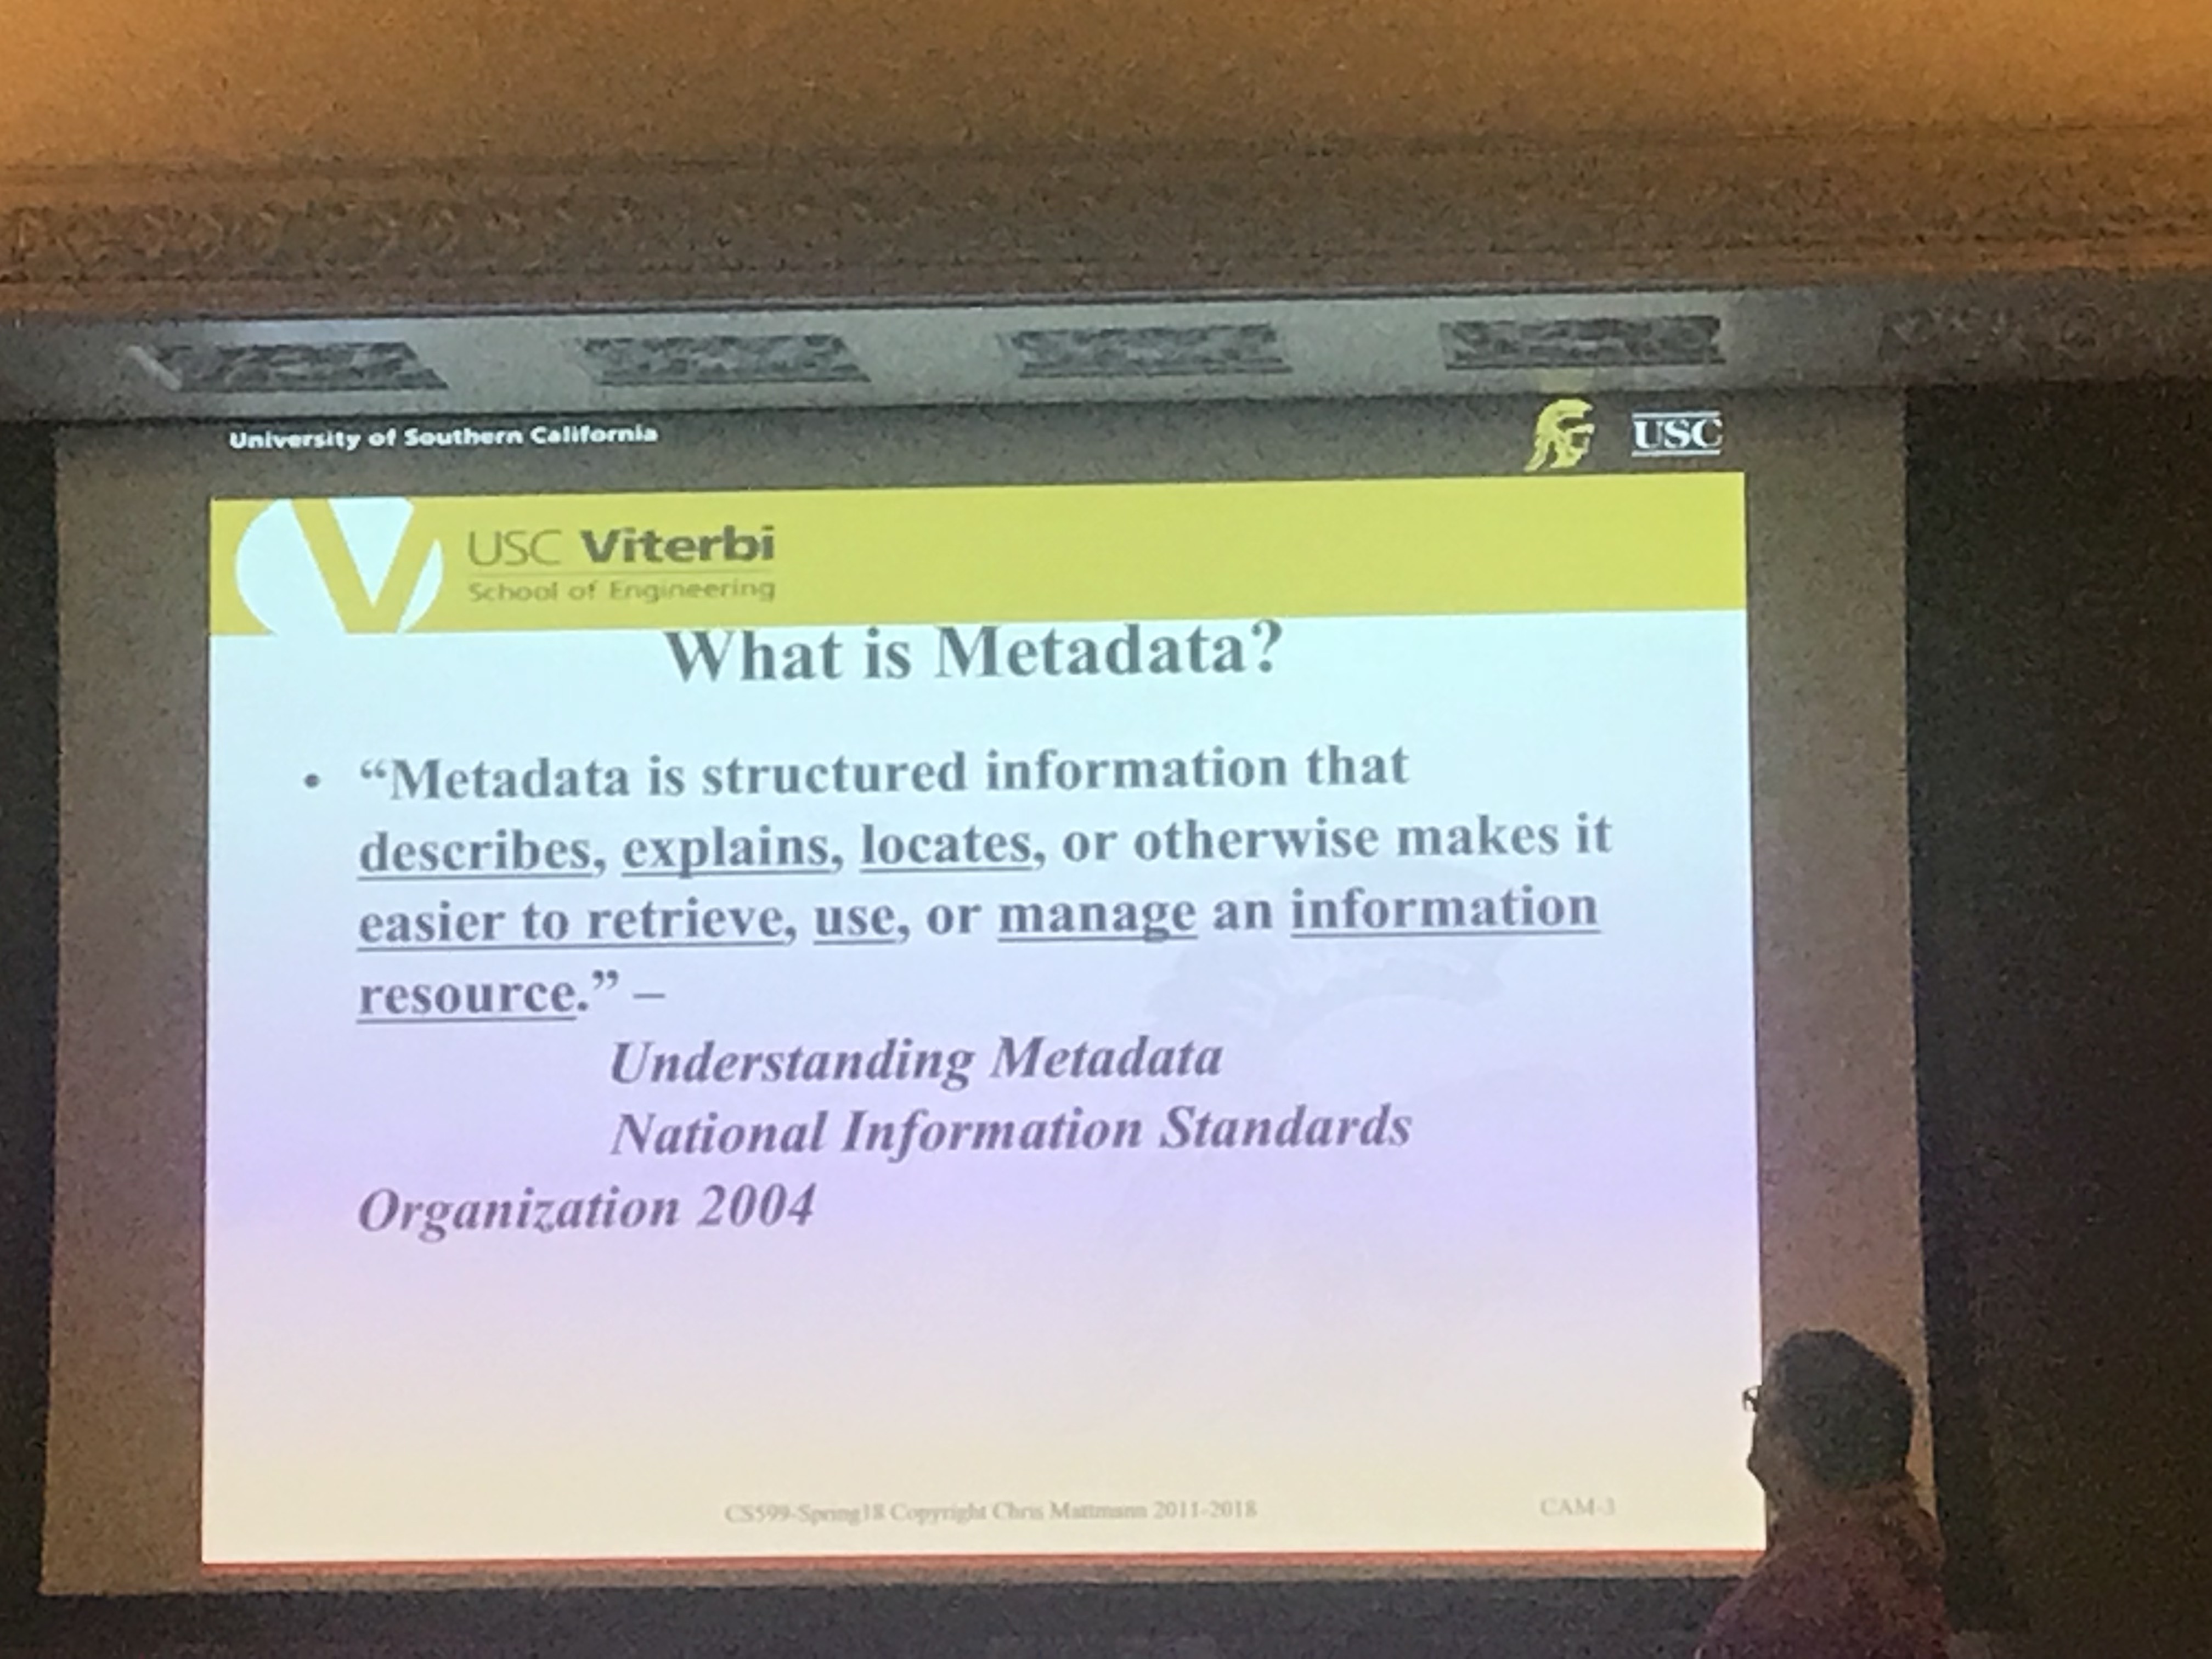 University of Southern California
USC
USC Viterbi
School of Engineering
What is Metadata?
• “Metadata is structured information that
describes, explains, locates, or otherwise makes it
easier to retrieve, use, or manage an information
resource.” –
Understanding Metadata
National Information Standards
Organization 2004
CS599-Spring18 Copyright Chris Mattmann 2011-2018
CAM-3